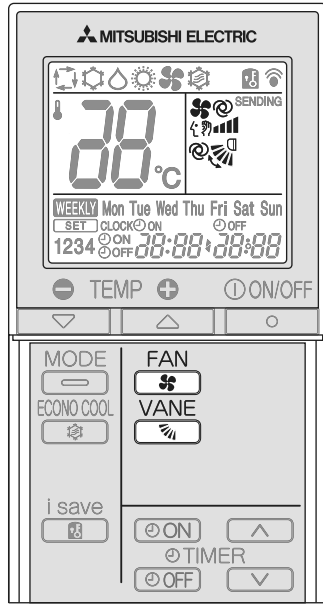 MITSUBISHI ELECTRIC
SENDING
88°C
WEEKLY Mon Tue Wed Thu Fri Sat Sun
SET CLOCK ON OFF
1234 ON OFF 88:88 88:88
TEMP ON/OFF
MODE FAN
ECONO COOL VANE
i save ON
TIMER
OFF